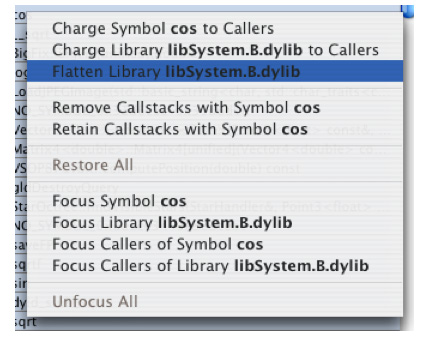 Charge Symbol cos to Callers
Charge Library libSystem.B.dylib to Callers
Flatten Library libSystem.B.dylib
Remove Callstacks with Symbol cos
Retain Callstacks with Symbol cos
Restore All
Focus Symbol cos
Focus Library libSystem.B.dylib
Focus Callers of Symbol cos
Focus Callers of Library libSystem.B.dylib
Unfocus All
sqrt